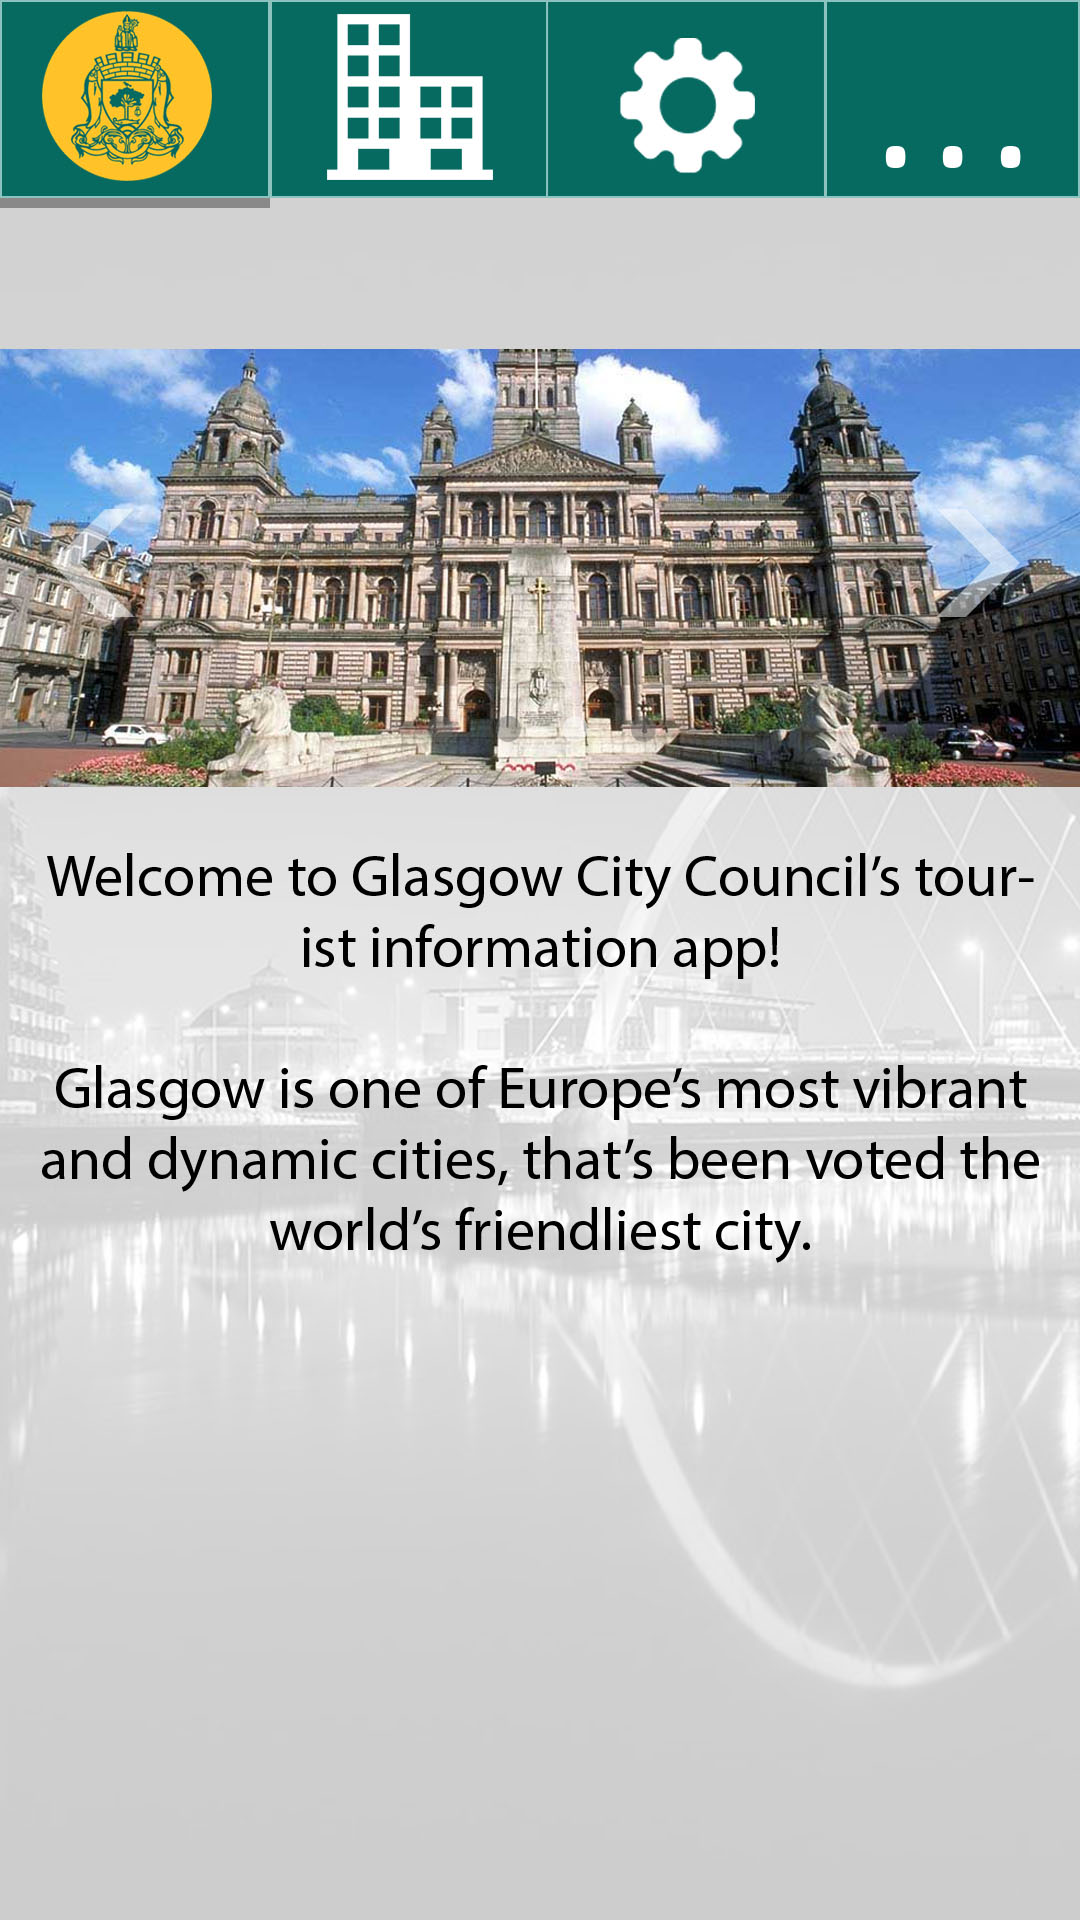 Welcome to Glasgow City Council’s tour-
ist information app!
Glasgow is one of Europe’s most vibrant
and dynamic cities, that’s been voted the
world’s friendliest city.